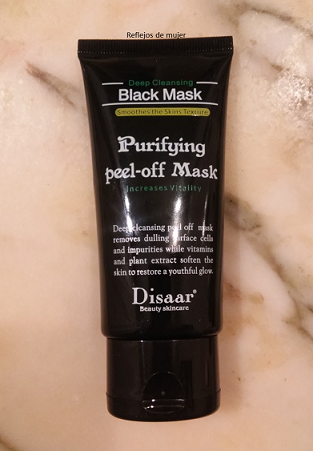 Reflejos de mujer
Deep Cleansing
Black Mask
Smoothes the Skins Texture
Purifying
peel-off Mask
Increases Vitality
Deep cleansing peel off mask
removes dulling surface cells
and impurities while vitamins
and plant extract soften the
skin to restore a youthful glow.
Disaar®
Beauty skincare